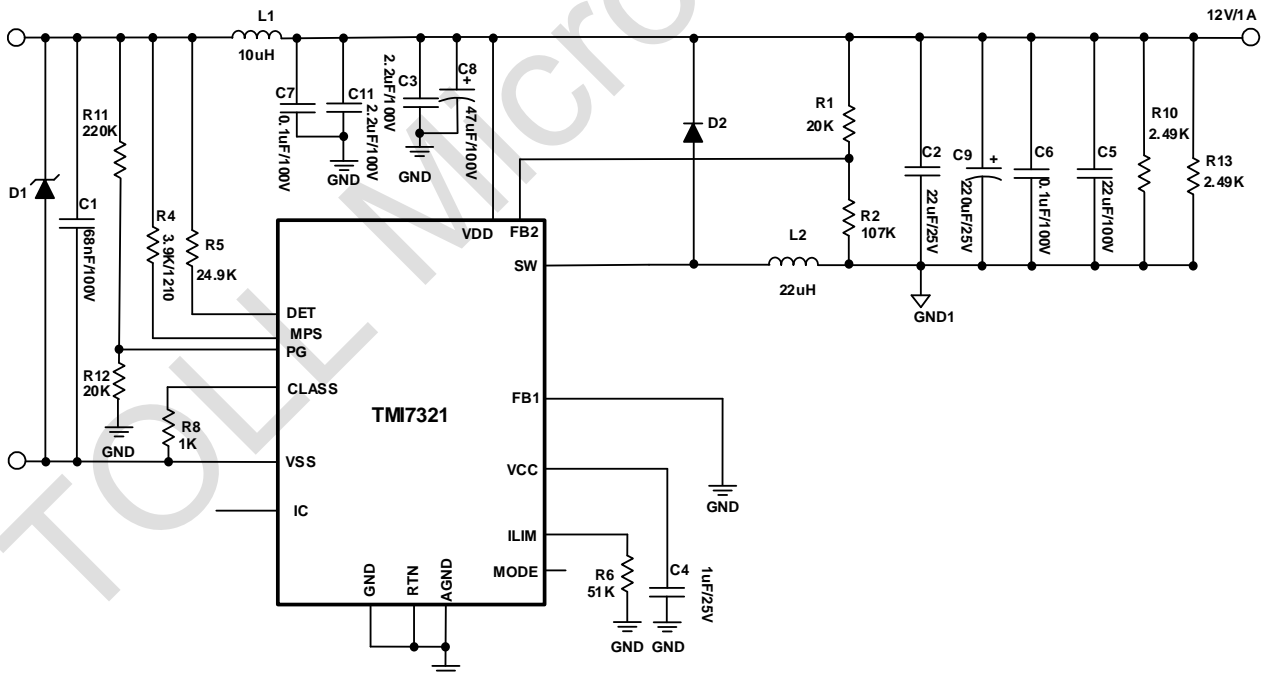 L1
10uH
12V/1A
R11
220K
C7
0.1uF/100V
C11
2.2uF/100V
2.2uF/100V
C3
C8
+
47uF/100V
GND
GND
D2
R1
20K
R2
107K
C2
22uF/25V
C9
+
220uF/25V
C6
0.1uF/100V
C5
22uF/100V
R10
2.49K
R13
2.49K
D1
C1
68nF/100V
R4
3.9K/1210
R5
24.9K
VDD
FB2
SW
L2
22uH
GND1
DET
MPS
PG
CLASS
R12
20K
GND
R8
1K
VSS
IC
TMI7321
FB1
GND
VCC
ILIM
MODE
R6
51K
GND
C4
1uF/25V
GND
GND
RTN
AGND
TOLL Micro